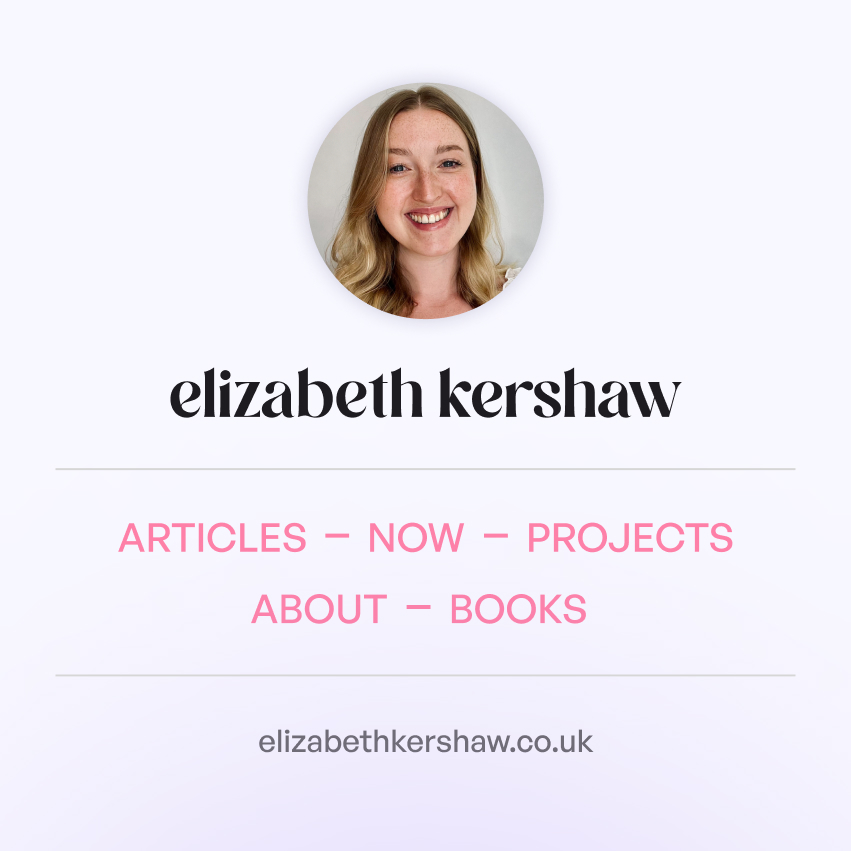 elizabeth kershaw
ARTICLES – NOW – PROJECTS
ABOUT – BOOKS
elizabethkershaw.co.uk